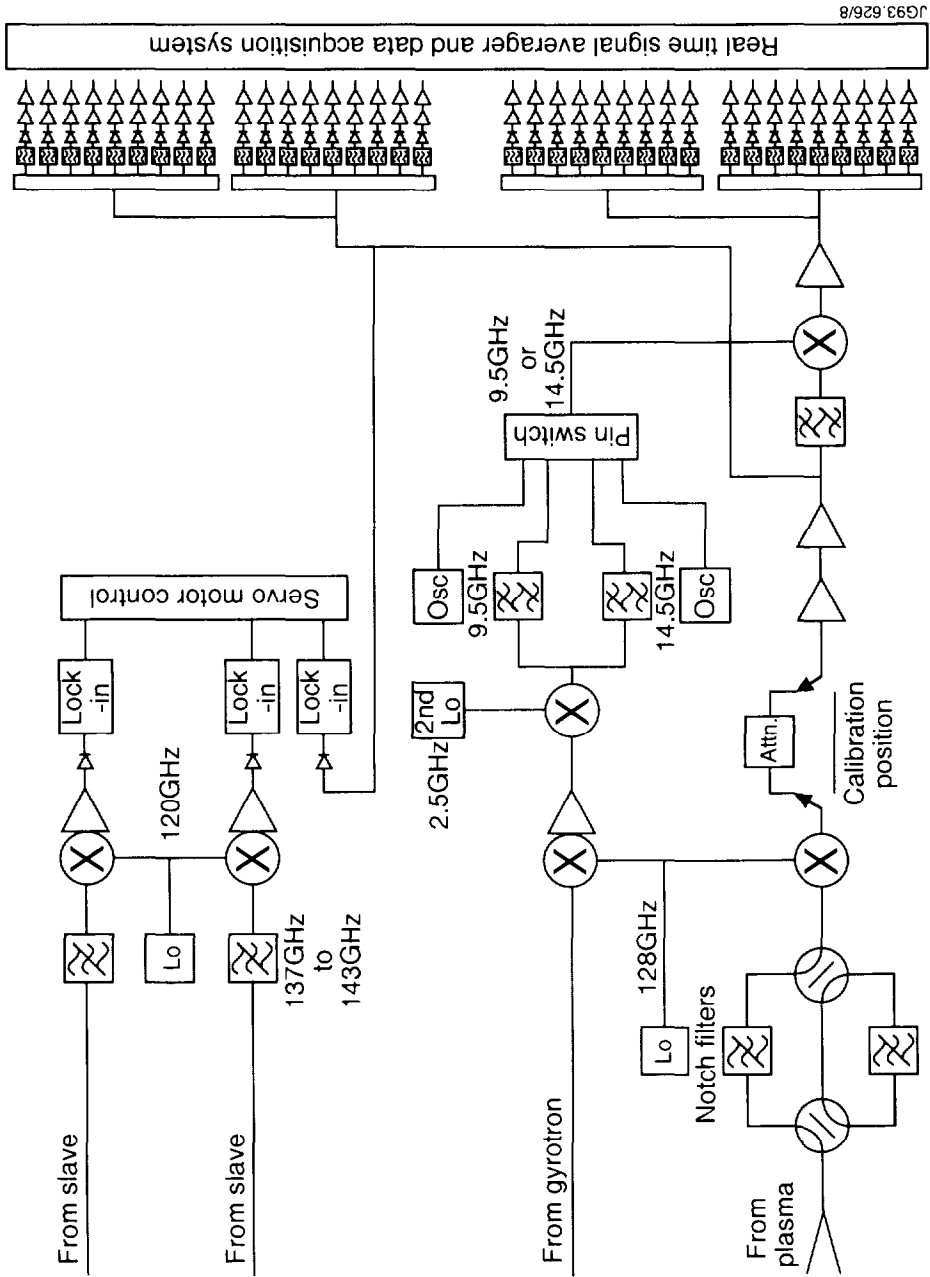 From slave
Lo
120GHz
Lock
-in
Servo motor control
From slave
137GHz
to
143GHz
Lock
-in
Lock
-in
From gyrotron
128GHz
Lo
2.5GHz
2nd
Lo
Osc
9.5GHz
14.5GHz
Osc
Pin switch
9.5GHz
or
14.5GHz
From
plasma
Notch filters
Attn.
Calibration
position
Real time signal averager and data acquisition system
JG93.626/8